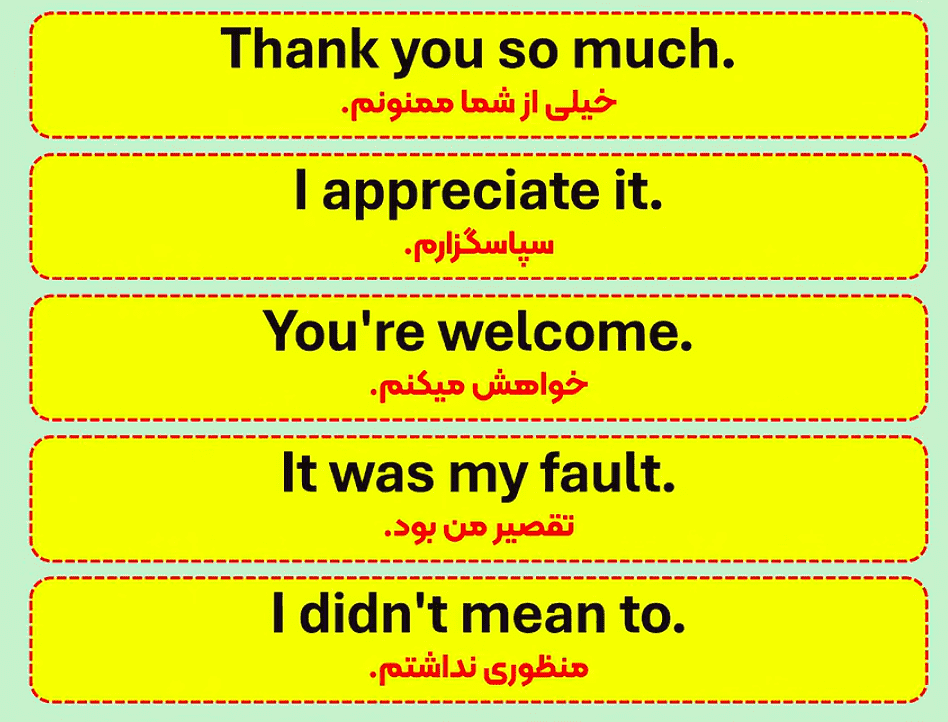 Thank you so much.
خیلی از شما ممنونم.
I appreciate it.
سپاسگزارم.
You're welcome.
خواهش میکنم.
It was my fault.
تقصیر من بود.
I didn't mean to.
منظوری نداشتم.